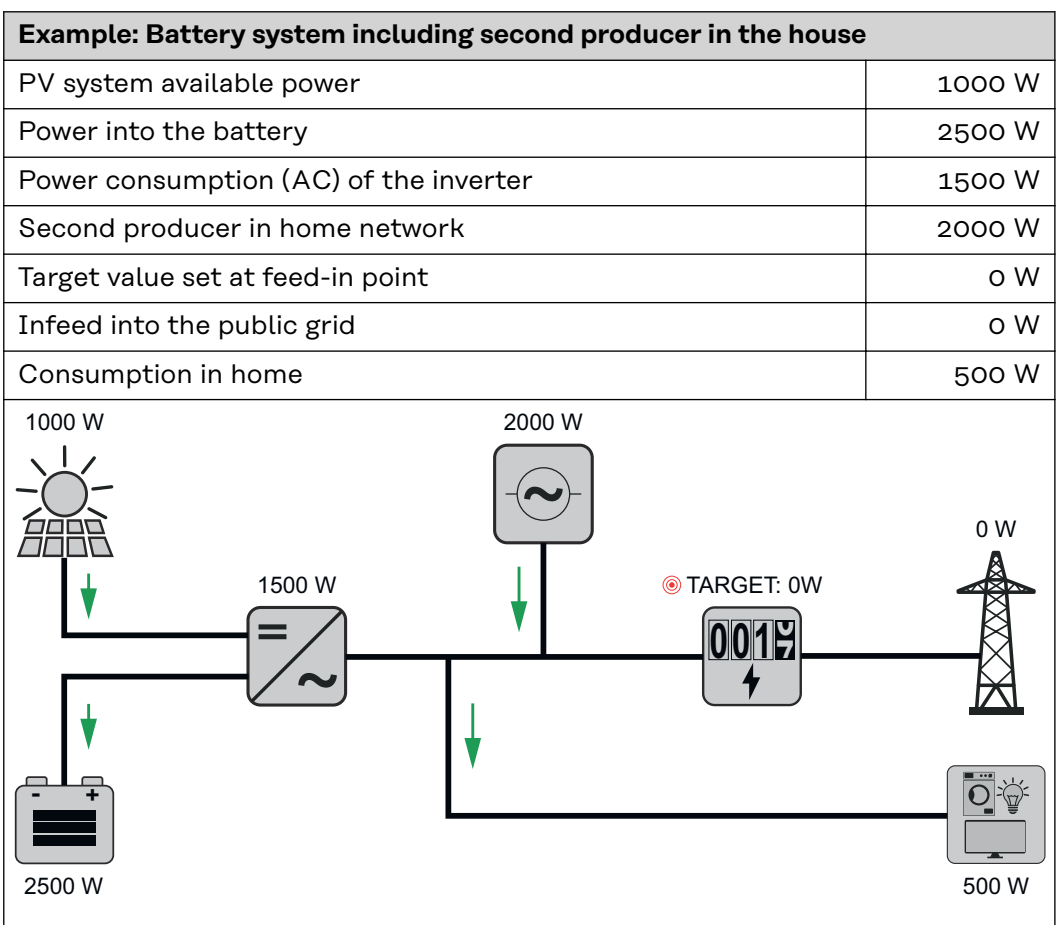 Example: Battery system including second producer in the house
PV system available power 1000 W
Power into the battery 2500 W
Power consumption (AC) of the inverter 1500 W
Second producer in home network 2000 W
Target value set at feed-in point 0 W
Infeed into the public grid 0 W
Consumption in home 500 W
1000 W
2000 W
0 W
1500 W
TARGET: 0W
001
- +
2500 W
500 W